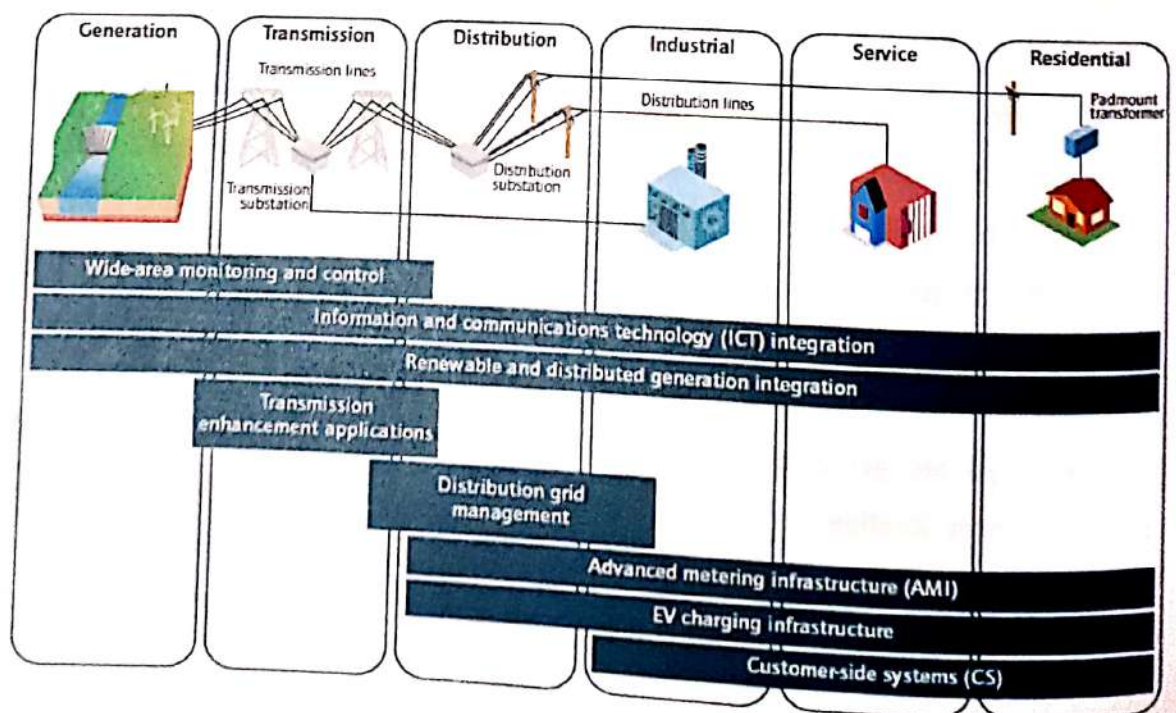 Generation
Transmission
Distribution
Industrial
Service
Residential
Transmission lines
Distribution lines
Padmount
transformer
Transmission
substation
Distribution
substation
Wide-area monitoring and control
Information and communications technology (ICT) integration
Renewable and distributed generation integration
Transmission
enhancement applications
Distribution grid
management
Advanced metering infrastructure (AMI)
EV charging infrastructure
Customer-side systems (CS)